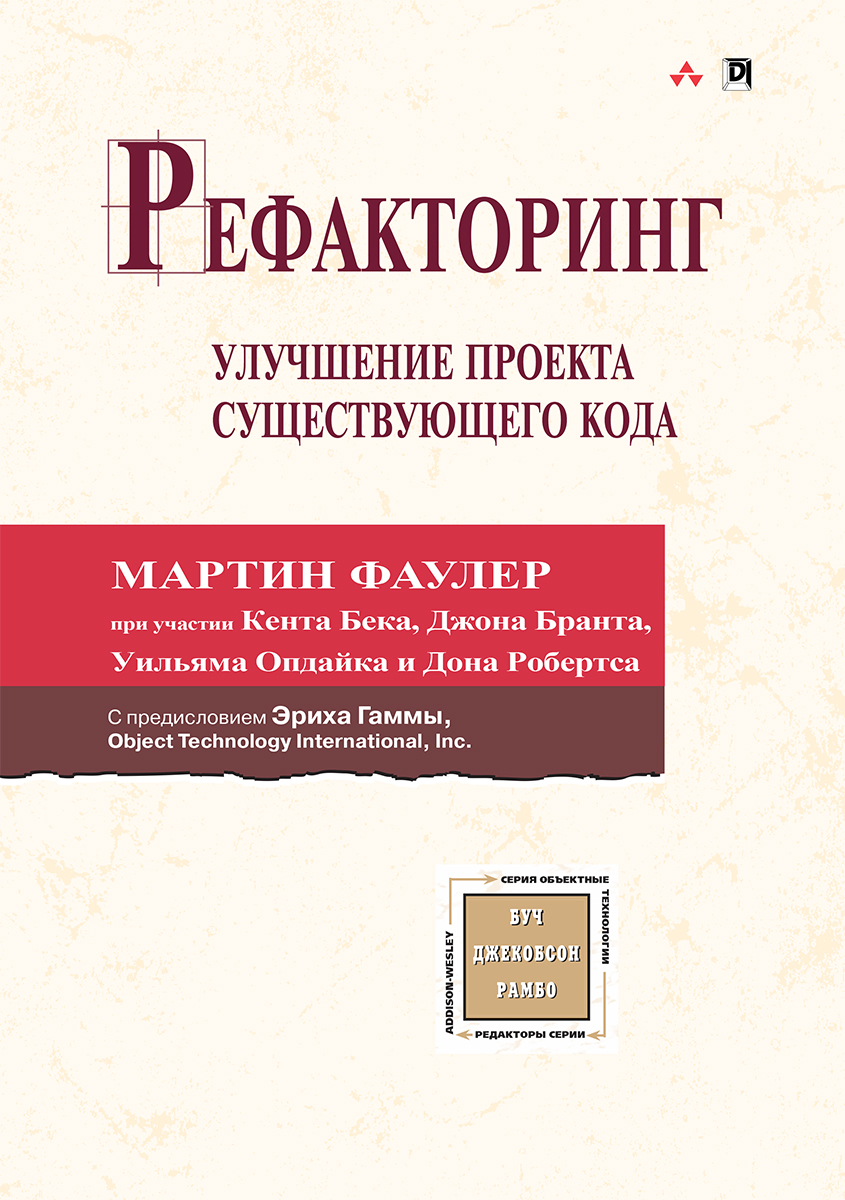 D
РЕФАКТОРИНГ
УЛУЧШЕНИЕ ПРОЕКТА
СУЩЕСТВУЮЩЕГО КОДА
МАРТИН ФАУЛЕР
при участии Кента Бека, Джона Бранта,
Уильяма Опдайка и Дона Робертса
С предисловием Эриха Гаммы,
Object Technology International, Inc.
СЕРИЯ ОБЪЕКТНЫЕ
ТЕХНОЛОГИИ
БУЧ
ДЖЕКОБСОН
РАМБО
ADDISON-WESLEY
РЕДАКТОРЫ СЕРИИ